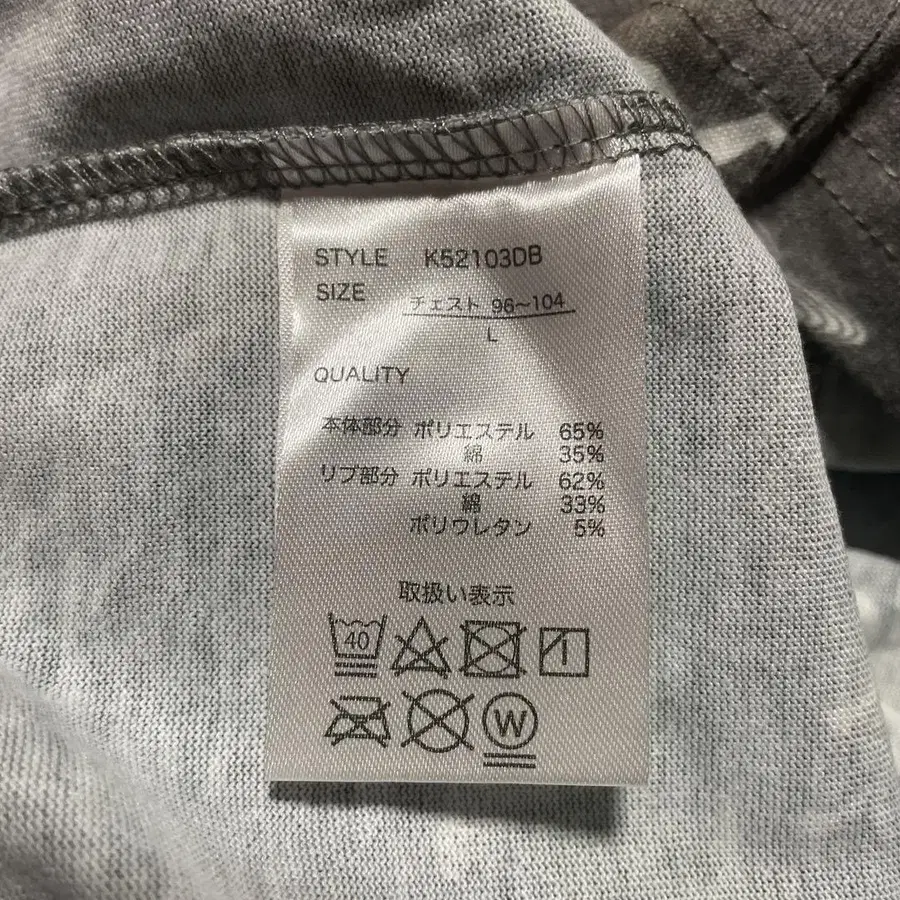 STYLE K52103DB
SIZE チェスト 96~104
L
QUALITY
本体部分 ポリエステル 65%
綿 35%
リブ部分 ポリエステル 62%
綿 33%
ポリウレタン 5%
取扱い表示
40
W